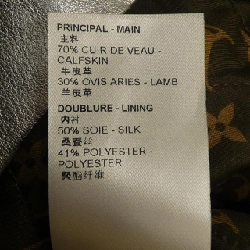 PRINCIPAL - MAIN
主料
70% CUIR DE VEAU -
CALFSKIN
牛皮革
30% OVIS ARIES - LAMB
羊皮革
DOUBLURE - LINING
内衬
50% SOIE - SILK
桑蚕丝
41% POLYESTER
POLYESTER
聚酯纤维